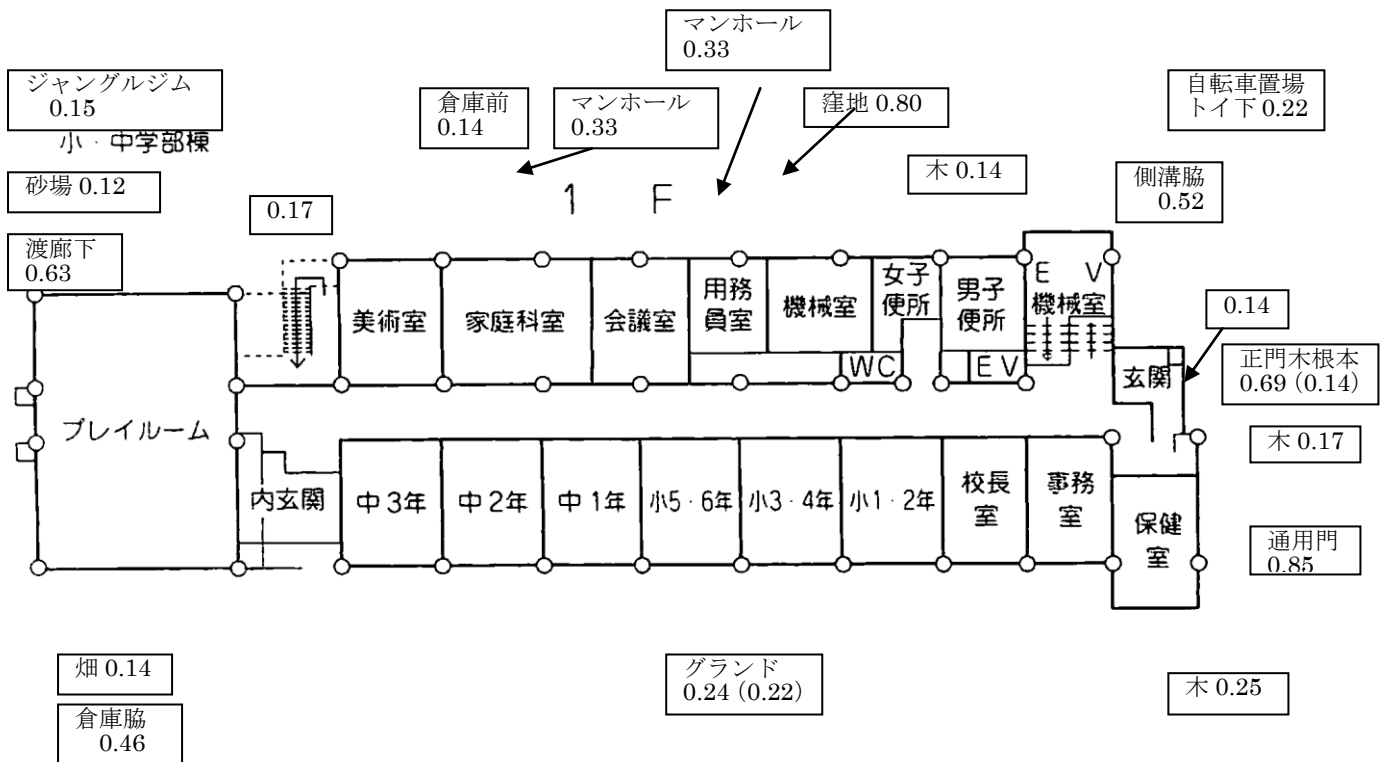 マンホール
0.33
ジャングルジム
0.15
自転車置場
トイ下 0.22
倉庫前
0.14
マンホール
0.33
窪地 0.80
小・中学部棟
木 0.14
側溝脇
0.52
砂場 0.12
0.17
1 F
渡廊下
0.63
美術室
家庭科室
会議室
用務
員室
機械室
女子
便所
男子
便所
E V
機械室
0.14
WC
EV
玄関
正門木根本
0.69 (0.14)
プレイルーム
木 0.17
内玄関
中3年
中2年
中1年
小5・6年
小3・4年
小1・2年
校長
室
事務
室
保健
室
通用門
0.85
畑 0.14
グランド
0.24 (0.22)
木 0.25
倉庫脇
0.46